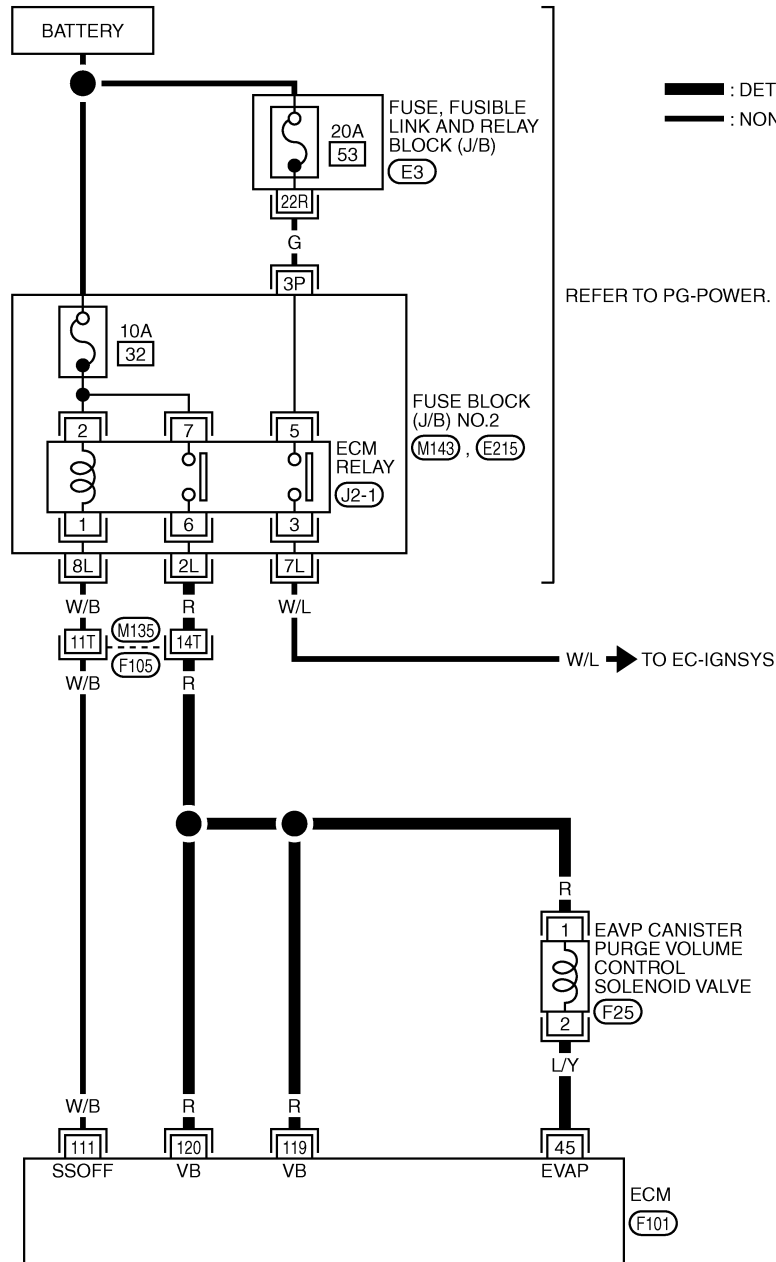 BATTERY
: DET
: NON
FUSE, FUSIBLE
LINK AND RELAY
BLOCK (J/B)
E3
20A
53
22R
G
3P
REFER TO PG-POWER.
10A
32
FUSE BLOCK
(J/B) NO.2
M143 , E215
2
7
5
ECM
RELAY
J2-1
1
6
3
8L
2L
7L
W/B
R
W/L
11T
M135
14T
F105
W/B
R
W/L
TO EC-IGNSYS
R
1
EAVP CANISTER
PURGE VOLUME
CONTROL
SOLENOID VALVE
F25
2
L/Y
W/B
R
R
111
120
119
45
SSOFF
VB
VB
EVAP
ECM
F101